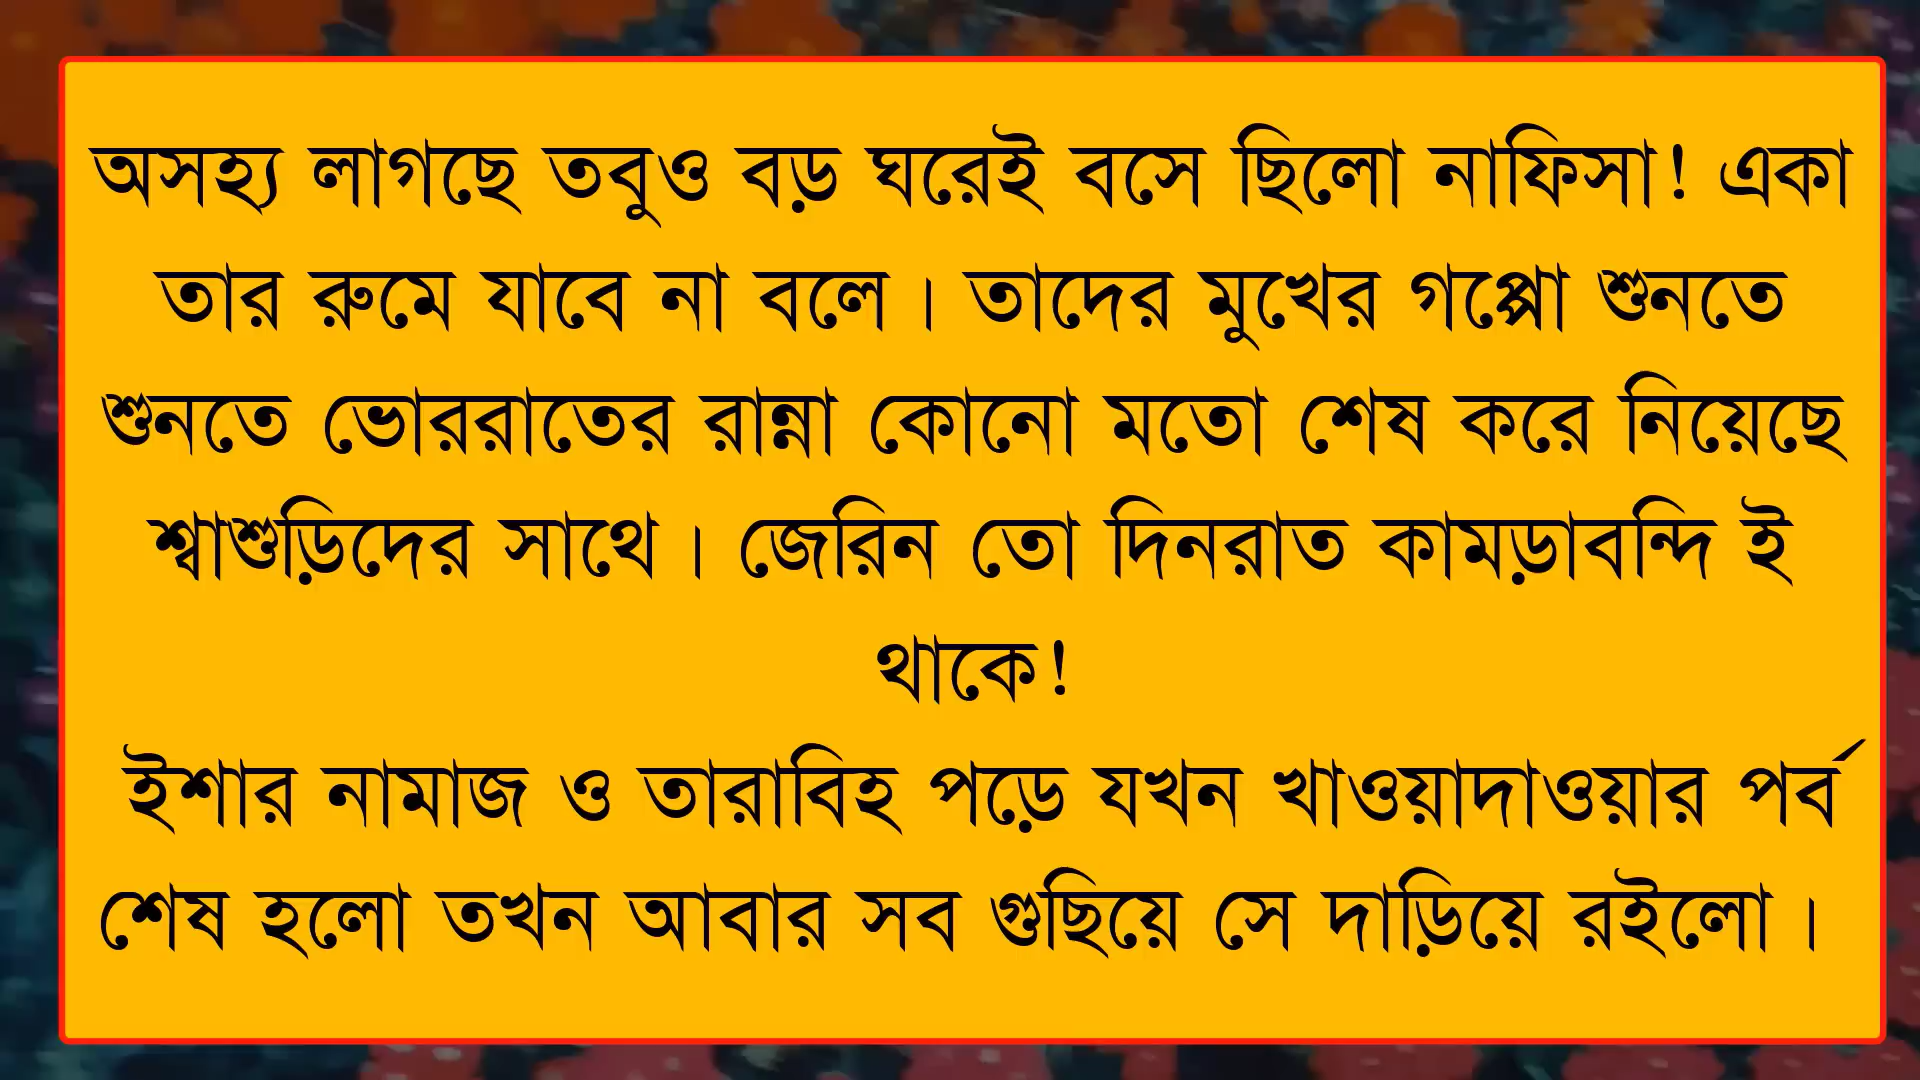 অসহ্য লাগছে তবুও বড় ঘরেই বসে ছিলো নাফিসা! একা
তার রুমে যাবে না বলে। তাদের মুখের গপ্পো শুনতে
শুনতে ভোররাতের রান্না কোনো মতো শেষ করে নিয়েছে
শ্বাশুড়িদের সাথে। জেরিন তো দিনরাত কামড়াবন্দি ই
থাকে!
ইশার নামাজ ও তারাবিহ পড়ে যখন খাওয়াদাওয়ার পর্ব
শেষ হলো তখন আবার সব গুছিয়ে সে দাড়িয়ে রইলো।